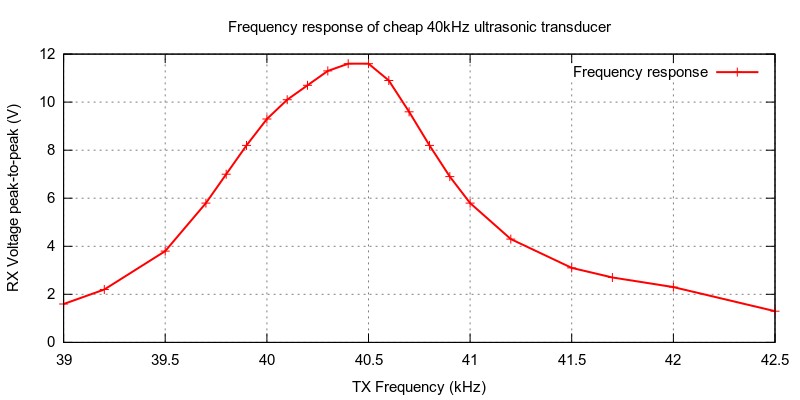 Frequency response of cheap 40kHz ultrasonic transducer
Frequency response
RX Voltage peak-to-peak (V)
12
10
8
6
4
2
0
39 39.5 40 40.5 41 41.5 42 42.5
TX Frequency (kHz)